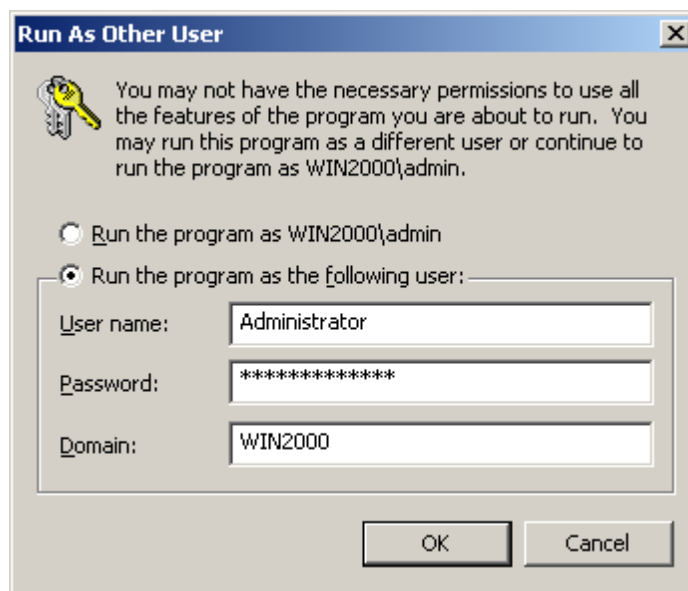 Run As Other User
You may not have the necessary permissions to use all
the features of the program you are about to run. You
may run this program as a different user or continue to
run the program as WIN2000\admin.
Run the program as WIN2000\admin
Run the program as the following user:
User name: Administrator
Password: *************
Domain: WIN2000
OK Cancel